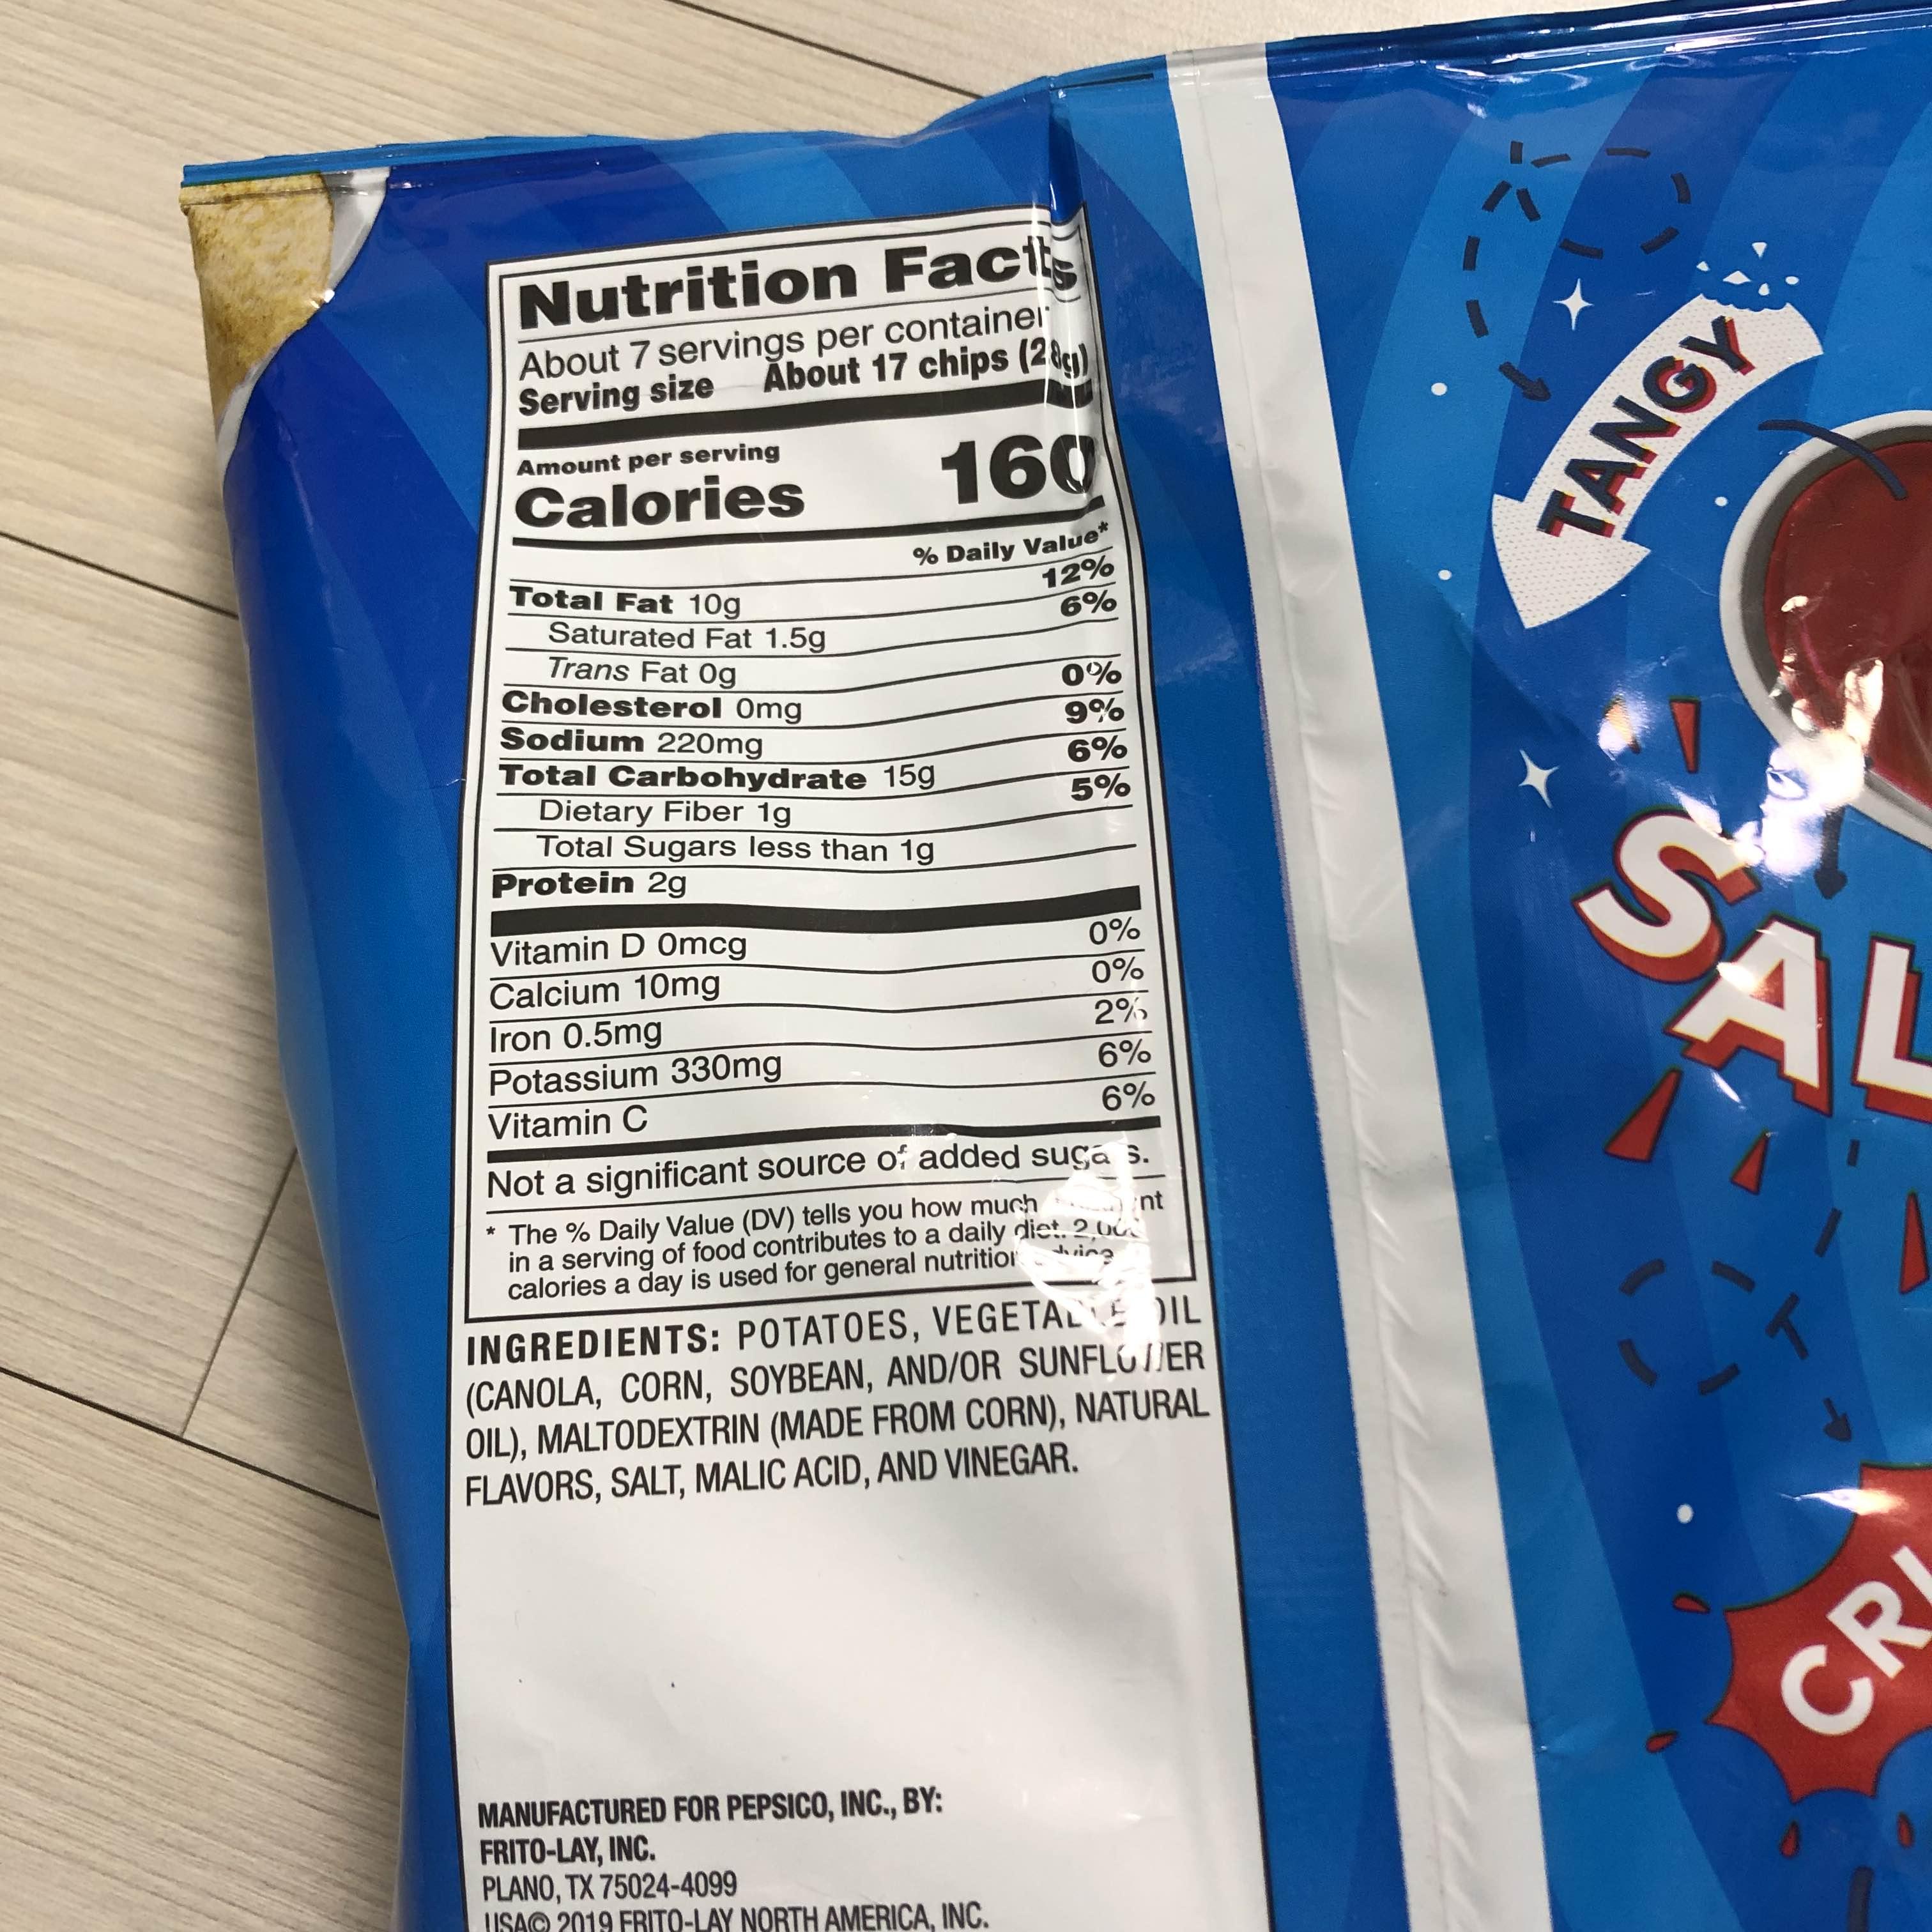 Nutrition Facts
About 7 servings per container
Serving size About 17 chips (28g)
Amount per serving
Calories 160
% Daily Value*
Total Fat 10g 12%
Saturated Fat 1.5g 6%
Trans Fat 0g
Cholesterol 0mg 0%
Sodium 220mg 9%
Total Carbohydrate 15g 6%
Dietary Fiber 1g 5%
Total Sugars less than 1g
Protein 2g
Vitamin D 0mcg 0%
Calcium 10mg 0%
Iron 0.5mg 2%
Potassium 330mg 6%
Vitamin C 6%
Not a significant source of added sugars.
* The % Daily Value (DV) tells you how much
in a serving of food contributes to a daily diet. 2,000
calories a day is used for general nutrition advice.
INGREDIENTS: POTATOES, VEGETABLE OIL
(CANOLA, CORN, SOYBEAN, AND/OR SUNFLOWER
OIL), MALTODEXTRIN (MADE FROM CORN), NATURAL
FLAVORS, SALT, MALIC ACID, AND VINEGAR.
MANUFACTURED FOR PEPSICO, INC., BY:
FRITO-LAY, INC.
PLANO, TX 75024-4099
USA© 2019 FRITO-LAY NORTH AMERICA, INC.
TANGY
SAL
CRI